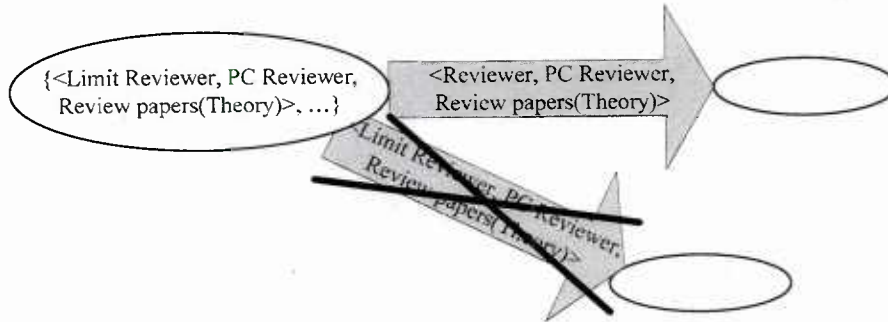 {<Limit Reviewer, PC Reviewer,
Review papers(Theory)>, ...}
<Reviewer, PC Reviewer,
Review papers(Theory)>
<Limit Reviewer, PC Reviewer,
Review papers(Theory)>